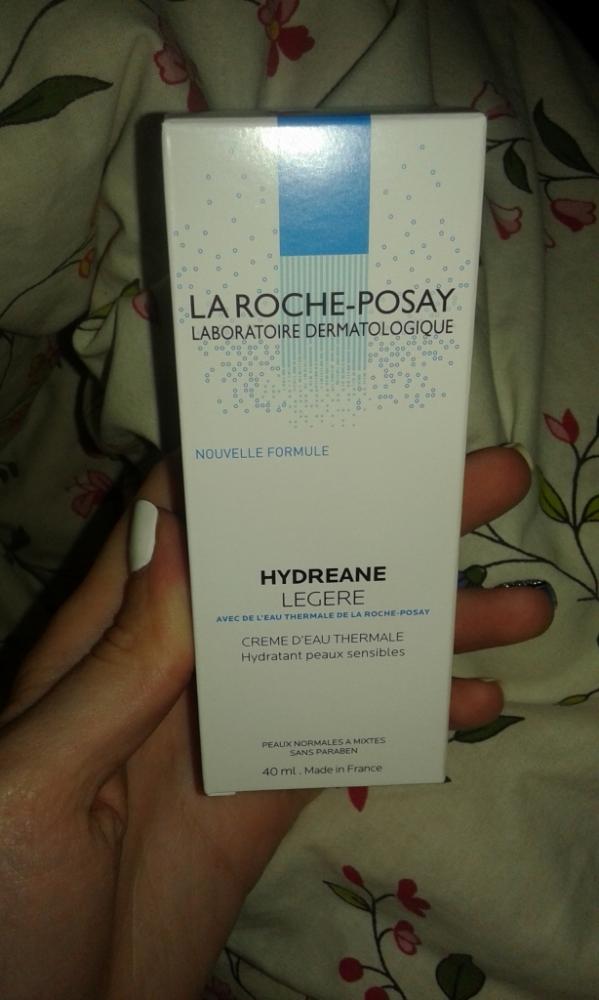 LA ROCHE-POSAY
LABORATOIRE DERMATOLOGIQUE
NOUVELLE FORMULE
HYDREANE
LEGERE
AVEC DE L'EAU THERMALE DE LA ROCHE-POSAY
CREME D'EAU THERMALE
Hydratant peaux sensibles
PEAUX NORMALES A MIXTES
SANS PARABEN
40 ml . Made in France